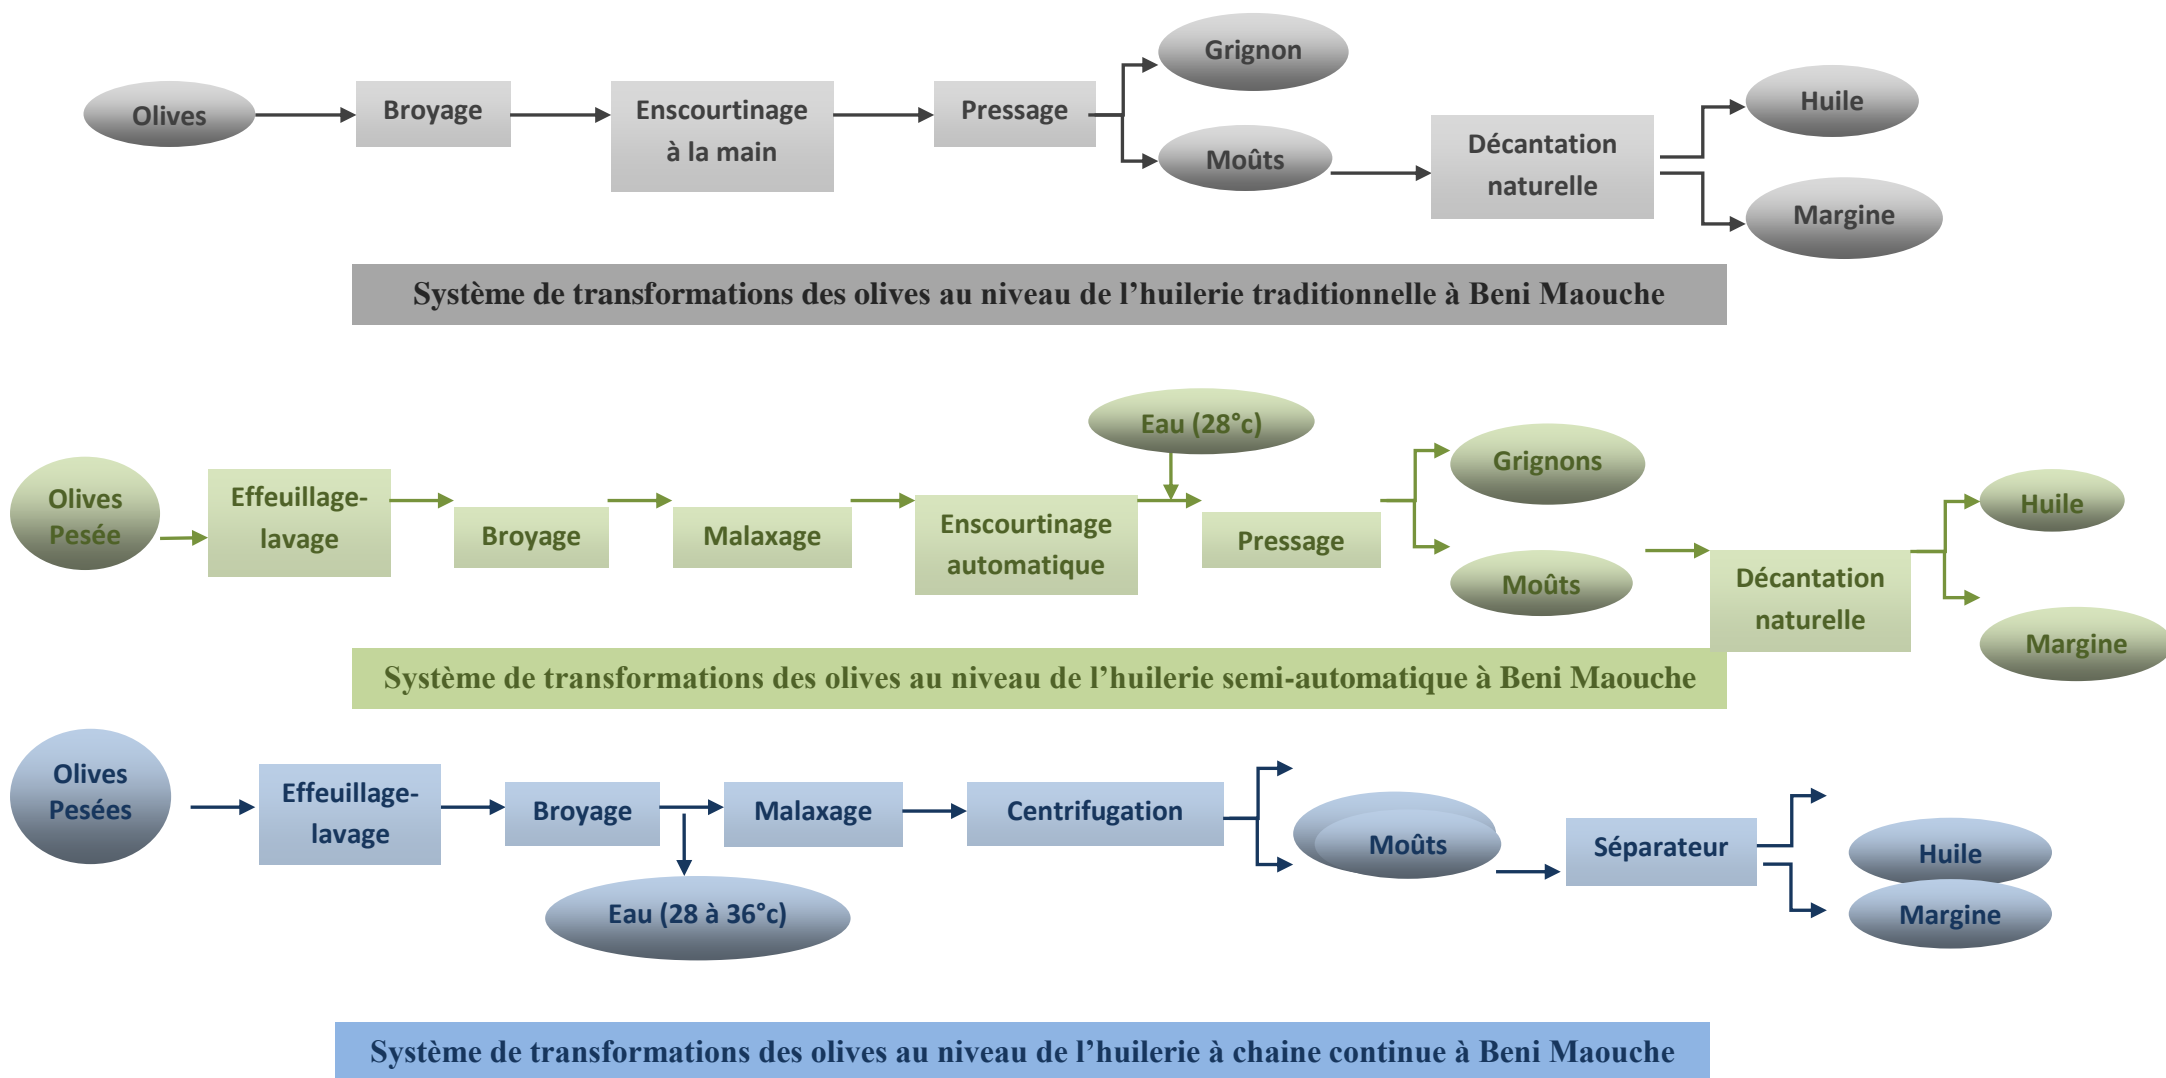 Olives
Broyage
Enscourtinage
à la main
Pressage
Grignon
Moûts
Décantation
naturelle
Huile
Margine
Système de transformations des olives au niveau de l’huilerie traditionnelle à Beni Maouche
Olives
Pesée
Effeuillage-
lavage
Broyage
Malaxage
Enscourtinage
automatique
Eau (28°c)
Pressage
Grignons
Moûts
Décantation
naturelle
Huile
Margine
Système de transformations des olives au niveau de l’huilerie semi-automatique à Beni Maouche
Olives
Pesées
Effeuillage-
lavage
Broyage
Eau (28 à 36°c)
Malaxage
Centrifugation
Moûts
Séparateur
Huile
Margine
Système de transformations des olives au niveau de l’huilerie à chaine continue à Beni Maouche